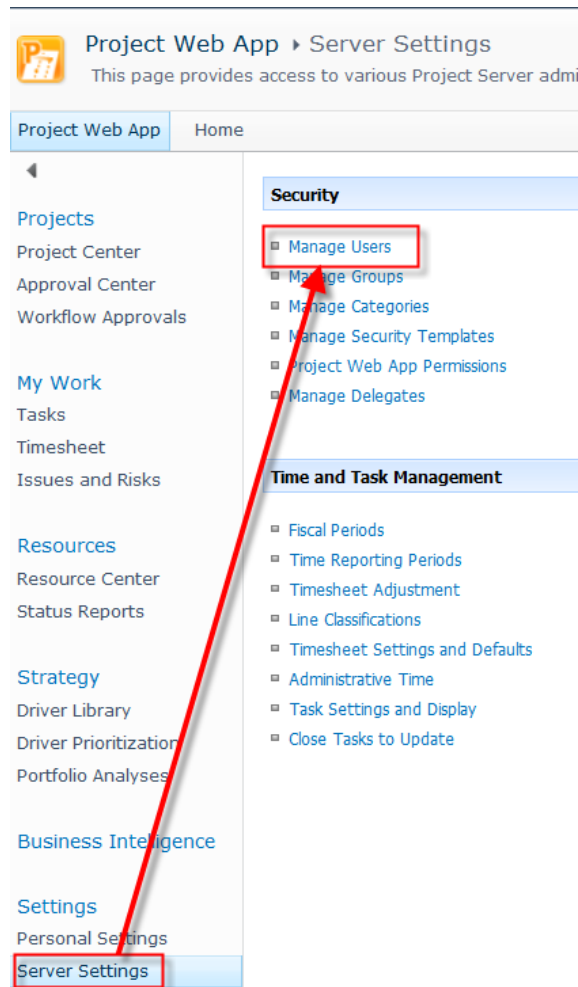 Project Web App ▸ Server Settings
This page provides access to various Project Server admi
Project Web App Home
Projects
Project Center
Approval Center
Workflow Approvals
My Work
Tasks
Timesheet
Issues and Risks
Resources
Resource Center
Status Reports
Strategy
Driver Library
Driver Prioritization
Portfolio Analyses
Business Intelligence
Settings
Personal Settings
Server Settings
Security
Manage Users
Manage Groups
Manage Categories
Manage Security Templates
Project Web App Permissions
Manage Delegates
Time and Task Management
Fiscal Periods
Time Reporting Periods
Timesheet Adjustment
Line Classifications
Timesheet Settings and Defaults
Administrative Time
Task Settings and Display
Close Tasks to Update